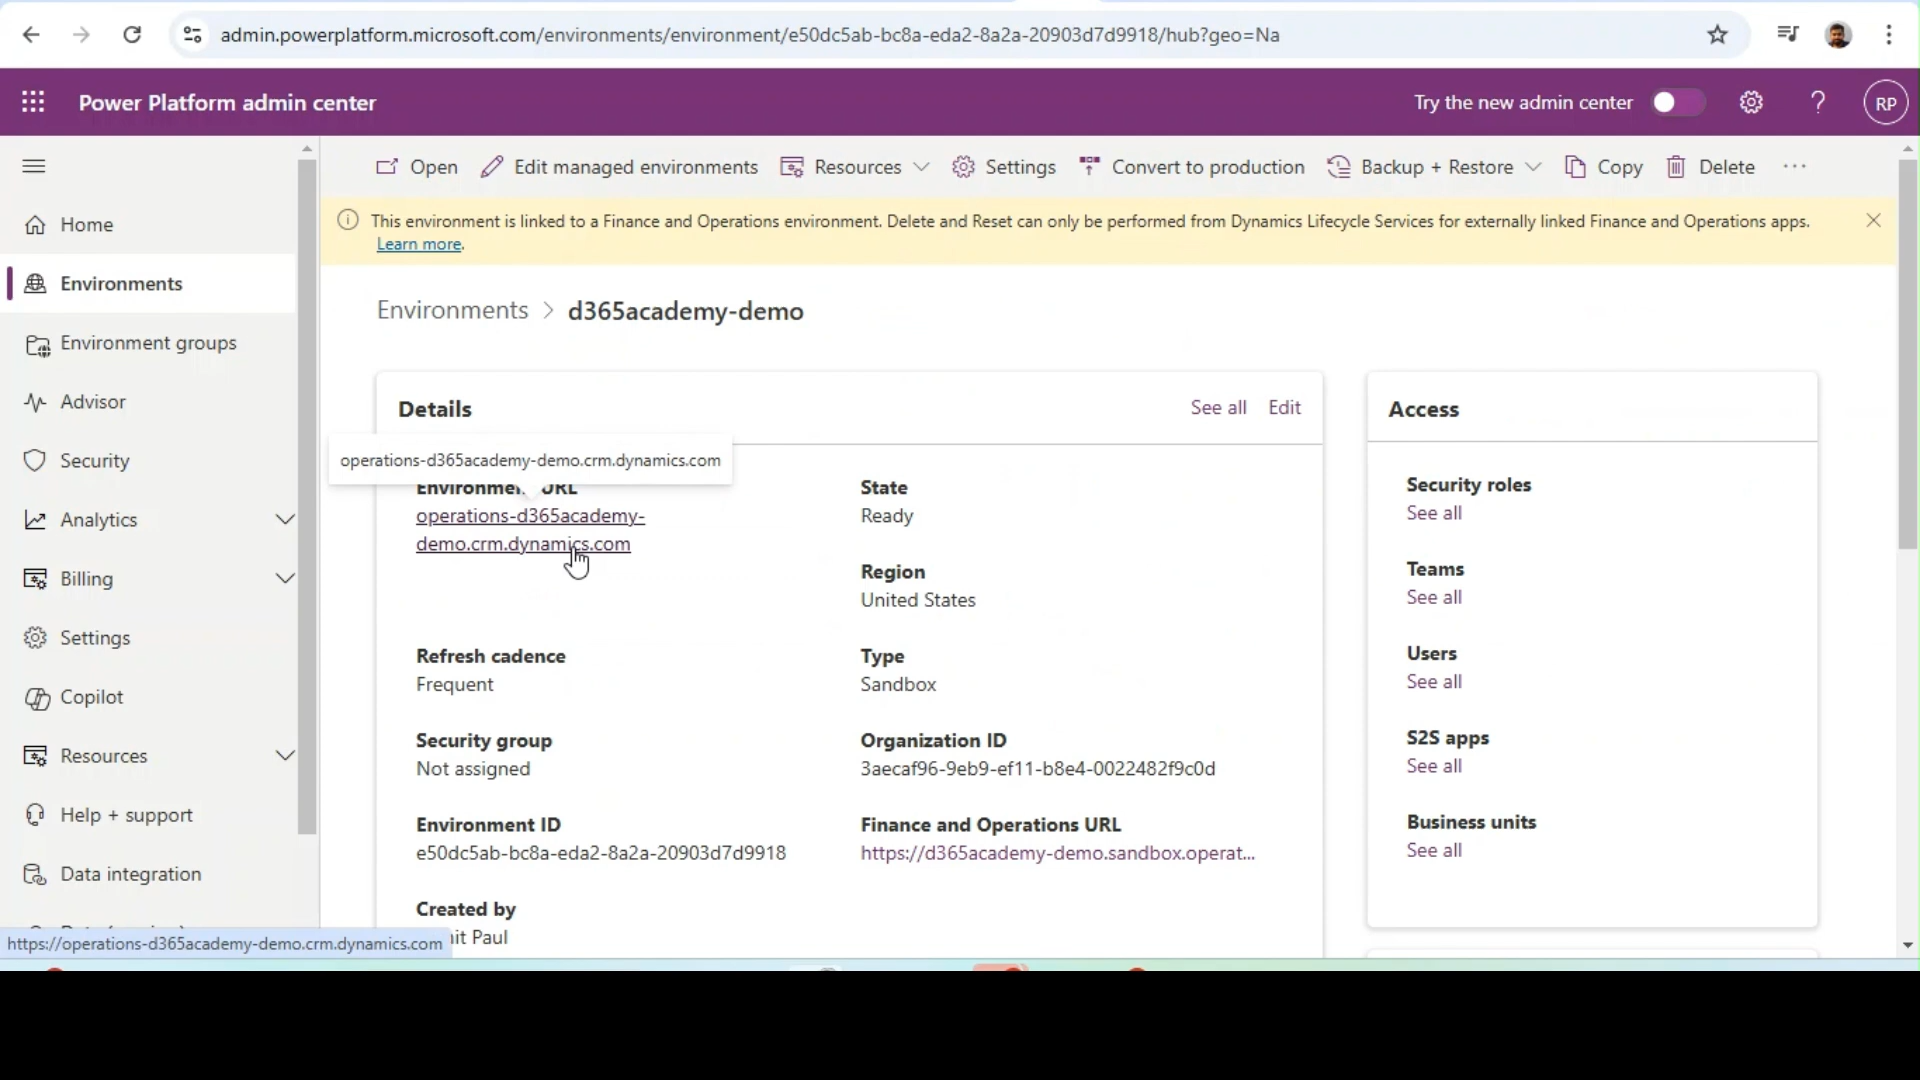 admin.powerplatform.microsoft.com/environments/environment/e50dc5ab-bc8a-eda2-8a2a-20903d7d9918/hub?geo=Na
Power Platform admin center
Try the new admin center
?
RP
Open
Edit managed environments
Resources
Settings
Convert to production
Backup + Restore
Copy
Delete
...
This environment is linked to a Finance and Operations environment. Delete and Reset can only be performed from Dynamics Lifecycle Services for externally linked Finance and Operations apps.
Learn more.
Home
Environments
Environment groups
Advisor
Security
Analytics
Billing
Settings
Copilot
Resources
Help + support
Data integration
Environments > d365academy-demo
Details
See all
Edit
operations-d365academy-demo.crm.dynamics.com
URL
operations-d365academy-
demo.crm.dynamics.com
State
Ready
Region
United States
Refresh cadence
Frequent
Type
Sandbox
Security group
Not assigned
Organization ID
3aecaf96-9eb9-ef11-b8e4-0022482f9c0d
Environment ID
e50dc5ab-bc8a-eda2-8a2a-20903d7d9918
Finance and Operations URL
https://d365academy-demo.sandbox.operat...
Created by
it Paul
Access
Security roles
See all
Teams
See all
Users
See all
S2S apps
See all
Business units
See all
https://operations-d365academy-demo.crm.dynamics.com